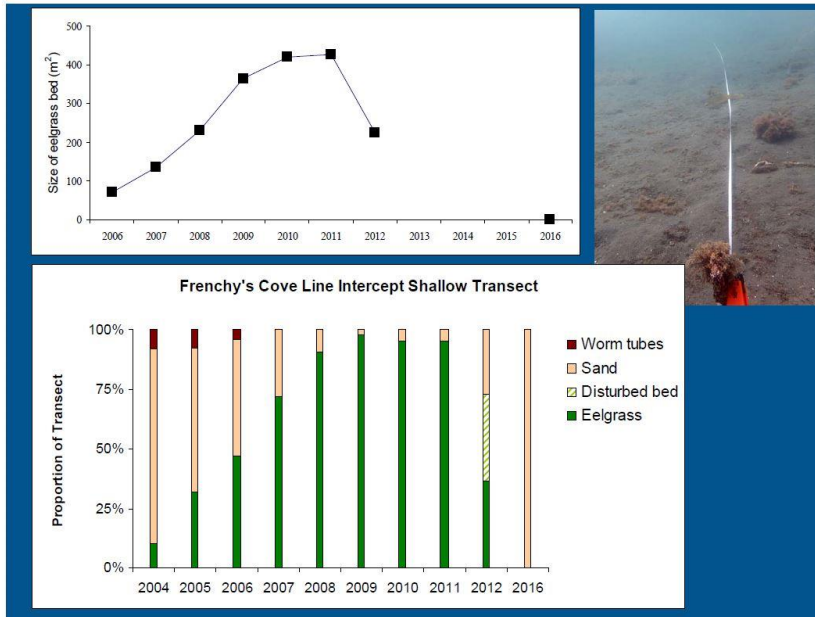 Size of eelgrass bed (m²)
500
400
300
200
100
0
2006 2007 2008 2009 2010 2011 2012 2013 2014 2015 2016
Frenchy's Cove Line Intercept Shallow Transect
Proportion of Transect
100%
75%
50%
25%
0%
2004 2005 2006 2007 2008 2009 2010 2011 2012 2016
Worm tubes
Sand
Disturbed bed
Eelgrass